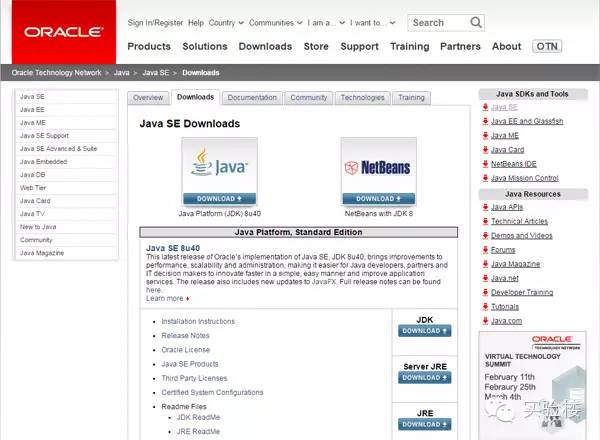 ORACLE
Sign In/Register Help Country Communities I am a... I want to... Search
Products Solutions Downloads Store Support Training Partners About OTN
Oracle Technology Network > Java > Java SE > Downloads
Java SE
Java EE
Java ME
Java SE Support
Java SE Advanced & Suite
Java Embedded
Java DB
Web Tier
Java Card
Java TV
New to Java
Community
Java Magazine
Overview Downloads Documentation Community Technologies Training
Java SE Downloads
Java
DOWNLOAD
Java Platform (JDK) 8u40
NetBeans
DOWNLOAD
NetBeans with JDK 8
Java Platform, Standard Edition
Java SE 8u40
This latest release of Oracle's implementation of Java SE, JDK 8u40, brings improvements to
performance, scalability and administration, making it easier for Java developers, partners and
IT decision makers to innovate faster in a simple, easy manner and improve application
services. The release also includes new updates to JavaFX. Full release notes can be found
here.
Learn more
Installation Instructions
Release Notes
Oracle License
Java SE Products
Third Party Licenses
Certified System Configurations
Readme Files
JDK ReadMe
JRE ReadMe
JDK
DOWNLOAD
Server JRE
DOWNLOAD
JRE
DOWNLOAD
Java SDKs and Tools
Java SE
Java EE and Glassfish
Java ME
Java Card
NetBeans IDE
Java Mission Control
Java Resources
Java APIs
Technical Articles
Demos and Videos
Forums
Java Magazine
Java.net
Developer Training
Tutorials
Java.com
ORACLE
TECHNOLOGY NETWORK
VIRTUAL TECHNOLOGY
SUMMIT
February 11th
Febraury 25th
March 4th
实验楼